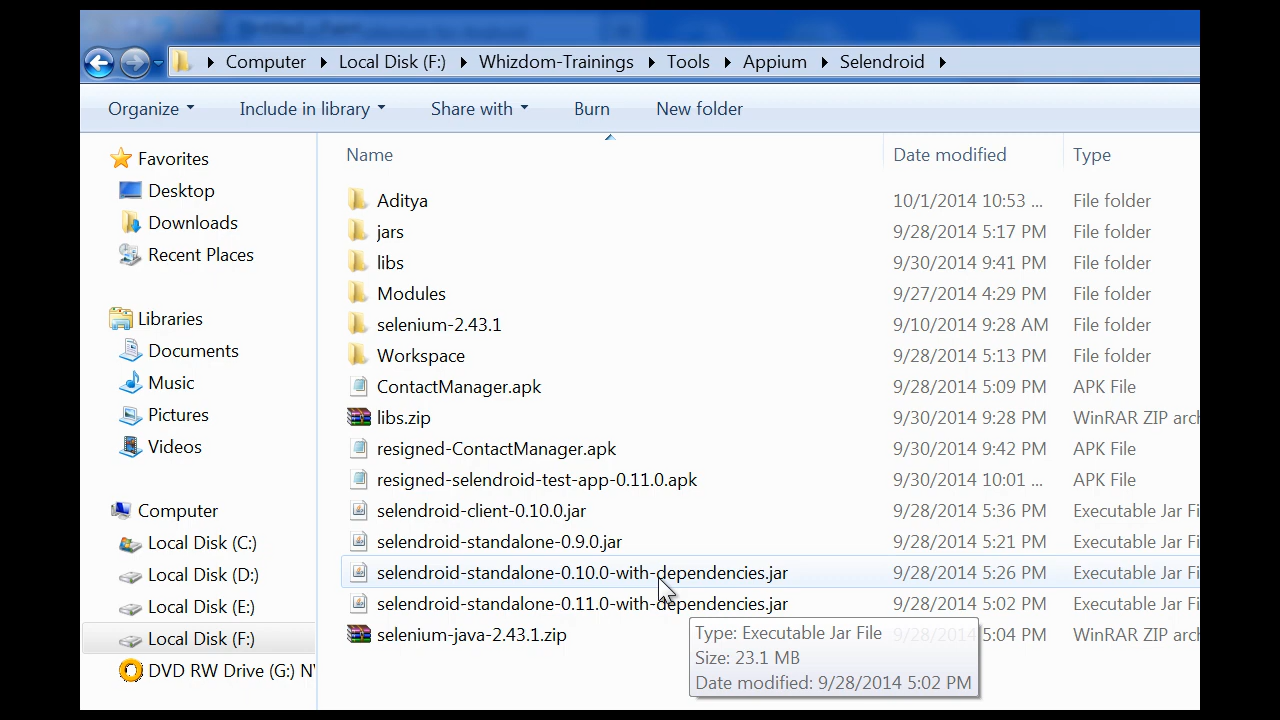 Computer Local Disk (F:) Whizdom-Trainings Tools Appium Selendroid
Organize Include in library Share with Burn New folder
Favorites
Desktop
Downloads
Recent Places
Libraries
Documents
Music
Pictures
Videos
Computer
Local Disk (C:)
Local Disk (D:)
Local Disk (E:)
Local Disk (F:)
DVD RW Drive (G:) N
Name Date modified Type
Aditya 10/1/2014 10:53 ... File folder
jars 9/28/2014 5:17 PM File folder
libs 9/30/2014 9:41 PM File folder
Modules 9/27/2014 4:29 PM File folder
selenium-2.43.1 9/10/2014 9:28 AM File folder
Workspace 9/28/2014 5:13 PM File folder
ContactManager.apk 9/28/2014 5:09 PM APK File
libs.zip 9/30/2014 9:28 PM WinRAR ZIP arc
resigned-ContactManager.apk 9/30/2014 9:42 PM APK File
resigned-selendroid-test-app-0.11.0.apk 9/30/2014 10:01 ... APK File
selendroid-client-0.10.0.jar 9/28/2014 5:36 PM Executable Jar Fi
selendroid-standalone-0.9.0.jar 9/28/2014 5:21 PM Executable Jar Fi
selendroid-standalone-0.10.0-with-dependencies.jar 9/28/2014 5:26 PM Executable Jar Fi
selendroid-standalone-0.11.0-with-dependencies.jar 9/28/2014 5:02 PM Executable Jar Fi
selenium-java-2.43.1.zip 9/28/2014 5:04 PM WinRAR ZIP arc
Type: Executable Jar File
Size: 23.1 MB
Date modified: 9/28/2014 5:02 PM